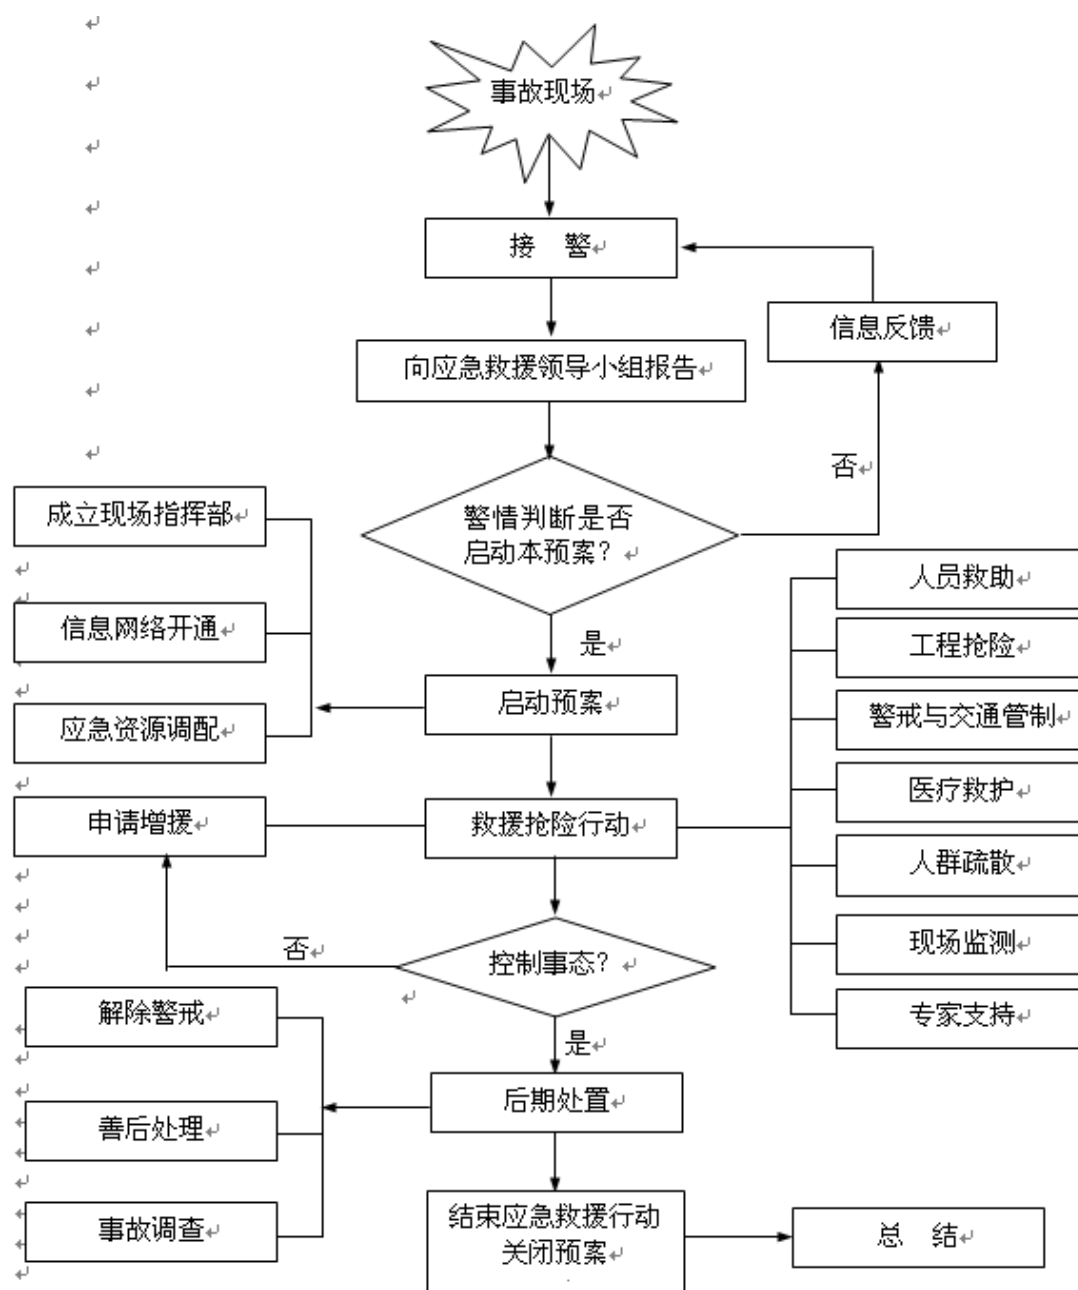 事故现场
接 警
信息反馈
向应急救援领导小组报告
否
成立现场指挥部
警情判断是否
启动本预案?
人员救助
信息网络开通
是
工程抢险
启动预案
警戒与交通管制
应急资源调配
医疗救护
申请增援
救援抢险行动
人群疏散
否
控制事态?
现场监测
解除警戒
专家支持
是
后期处置
善后处理
结束应急救援行动
关闭预案
事故调查
总 结